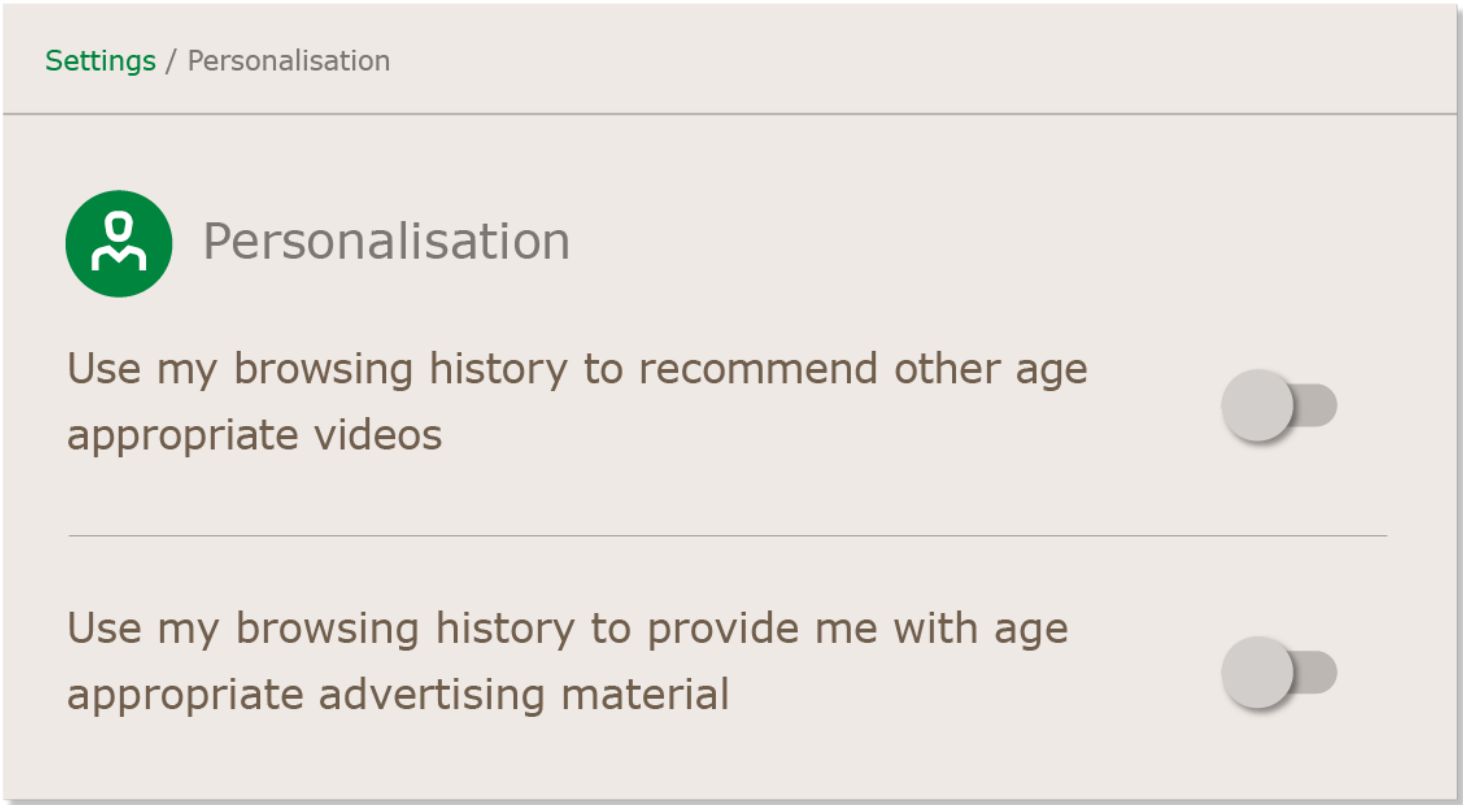 Settings / Personalisation
Personalisation
Use my browsing history to recommend other age
appropriate videos
Use my browsing history to provide me with age
appropriate advertising material